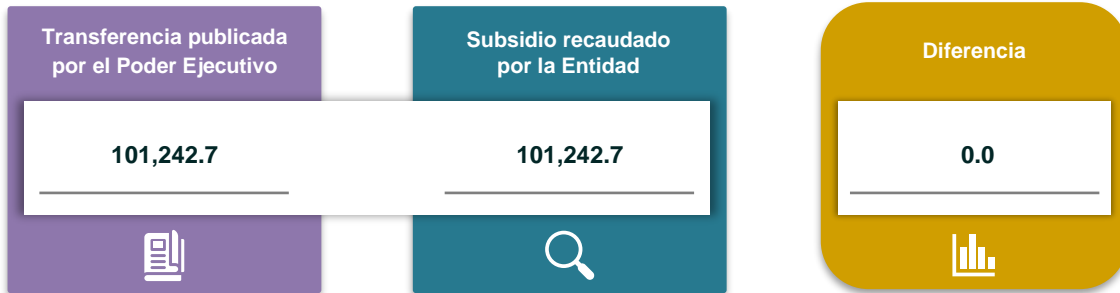 Transferencia publicada
por el Poder Ejecutivo
101,242.7
Subsidio recaudado
por la Entidad
101,242.7
Diferencia
0.0